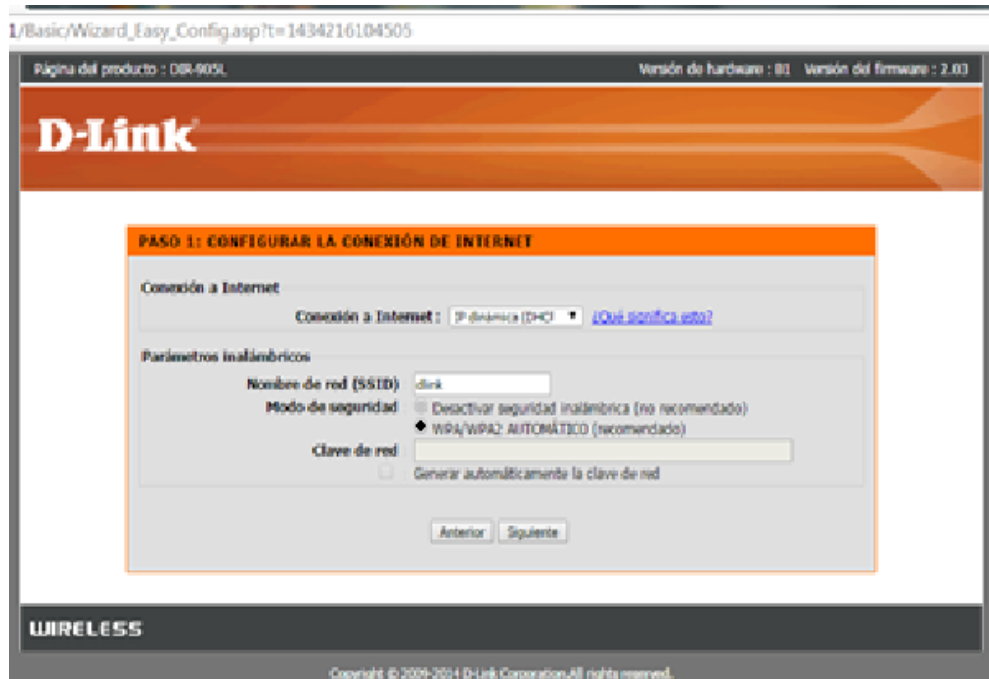 1/Basic/Wizard_Easy_Config.asp?t=1434216104505
Página del producto : DIR-905L Versión de hardware : B1 Versión del firmware : 2.03
D-Link
PASO 1: CONFIGURAR LA CONEXIÓN DE INTERNET
Conexión a Internet
Conexión a Internet : IP dinámica (DHCP ¿Qué significa esto?
Parámetros inalámbricos
Nombre de red (SSID) dlink
Modo de seguridad Desactivar seguridad inalámbrica (no recomendado)
WPA/WPA2 AUTOMÁTICO (recomendado)
Clave de red
Generar automáticamente la clave de red
Anterior Siguiente
WIRELESS
Copyright © 2009-2014 D-Link Corporation.All rights reserved.